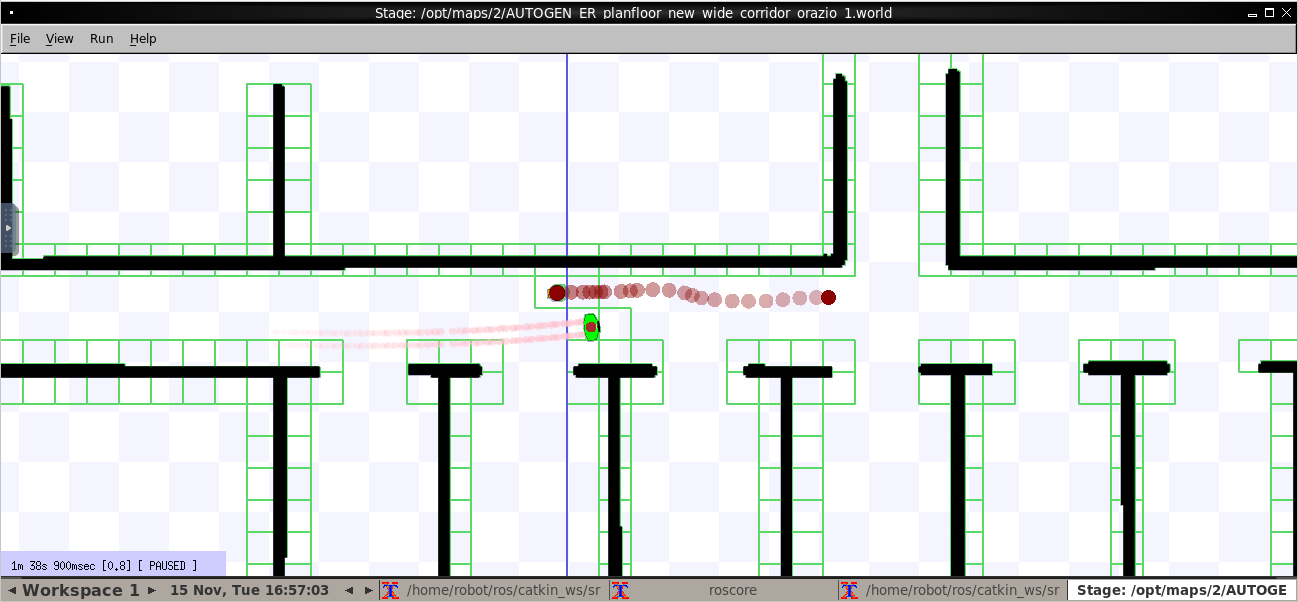 Stage: /opt/maps/2/AUTOGEN_ER_planfloor_new_wide_corridor_orazio_1.world
File View Run Help
1m 38s 900msec [0.8] [ PAUSED ]
Workspace 1 15 Nov, Tue 16:57:03 /home/robot/ros/catkin_ws/sr roscore /home/robot/ros/catkin_ws/sr Stage: /opt/maps/2/AUTOGE